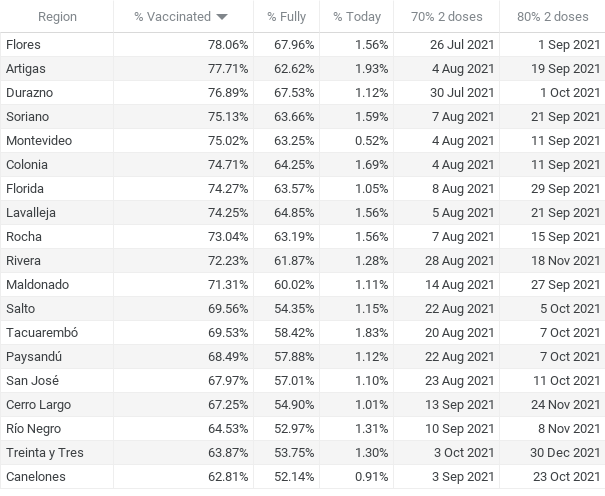 Region % Vaccinated % Fully % Today 70% 2 doses 80% 2 doses
Flores 78.06% 67.96% 1.56% 26 Jul 2021 1 Sep 2021
Artigas 77.71% 62.62% 1.93% 4 Aug 2021 19 Sep 2021
Durazno 76.89% 67.53% 1.12% 30 Jul 2021 1 Oct 2021
Soriano 75.13% 63.66% 1.59% 7 Aug 2021 21 Sep 2021
Montevideo 75.02% 63.25% 0.52% 4 Aug 2021 11 Sep 2021
Colonia 74.71% 64.25% 1.69% 4 Aug 2021 11 Sep 2021
Florida 74.27% 63.57% 1.05% 8 Aug 2021 29 Sep 2021
Lavalleja 74.25% 64.85% 1.56% 5 Aug 2021 21 Sep 2021
Rocha 73.04% 63.19% 1.56% 7 Aug 2021 15 Sep 2021
Rivera 72.23% 61.87% 1.28% 28 Aug 2021 18 Nov 2021
Maldonado 71.31% 60.02% 1.11% 14 Aug 2021 27 Sep 2021
Salto 69.56% 54.35% 1.15% 22 Aug 2021 5 Oct 2021
Tacuarembó 69.53% 58.42% 1.83% 20 Aug 2021 7 Oct 2021
Paysandú 68.49% 57.88% 1.12% 22 Aug 2021 7 Oct 2021
San José 67.97% 57.01% 1.10% 23 Aug 2021 11 Oct 2021
Cerro Largo 67.25% 54.90% 1.01% 13 Sep 2021 24 Nov 2021
Río Negro 64.53% 52.97% 1.31% 10 Sep 2021 8 Nov 2021
Treinta y Tres 63.87% 53.75% 1.30% 3 Oct 2021 30 Dec 2021
Canelones 62.81% 52.14% 0.91% 3 Sep 2021 23 Oct 2021